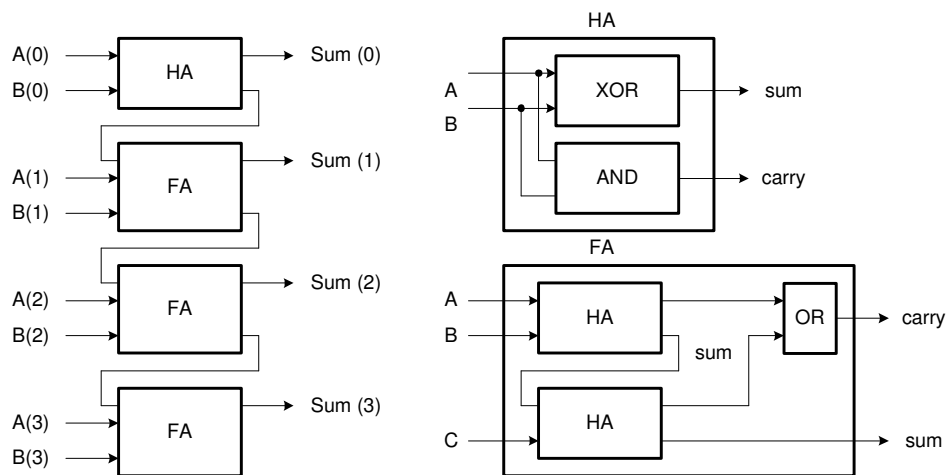 A(0)
B(0)
HA
Sum (0)
A(1)
B(1)
FA
Sum (1)
A(2)
B(2)
FA
Sum (2)
A(3)
B(3)
FA
Sum (3)
HA
A
B
XOR
sum
AND
carry
FA
A
B
HA
sum
OR
carry
C
HA
sum